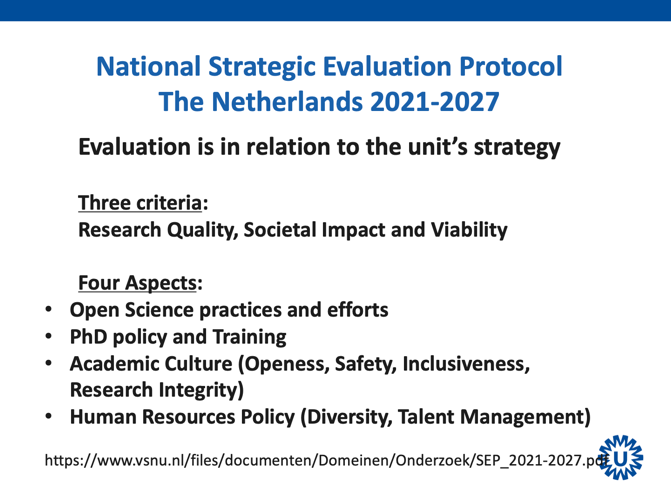 National Strategic Evaluation Protocol
The Netherlands 2021-2027
Evaluation is in relation to the unit's strategy
Three criteria:
Research Quality, Societal Impact and Viability
Four Aspects:
• Open Science practices and efforts
• PhD policy and Training
• Academic Culture (Openess, Safety, Inclusiveness,
Research Integrity)
• Human Resources Policy (Diversity, Talent Management)
https://www.vsnu.nl/files/documenten/Domeinen/Onderzoek/SEP_2021-2027.pdf
U